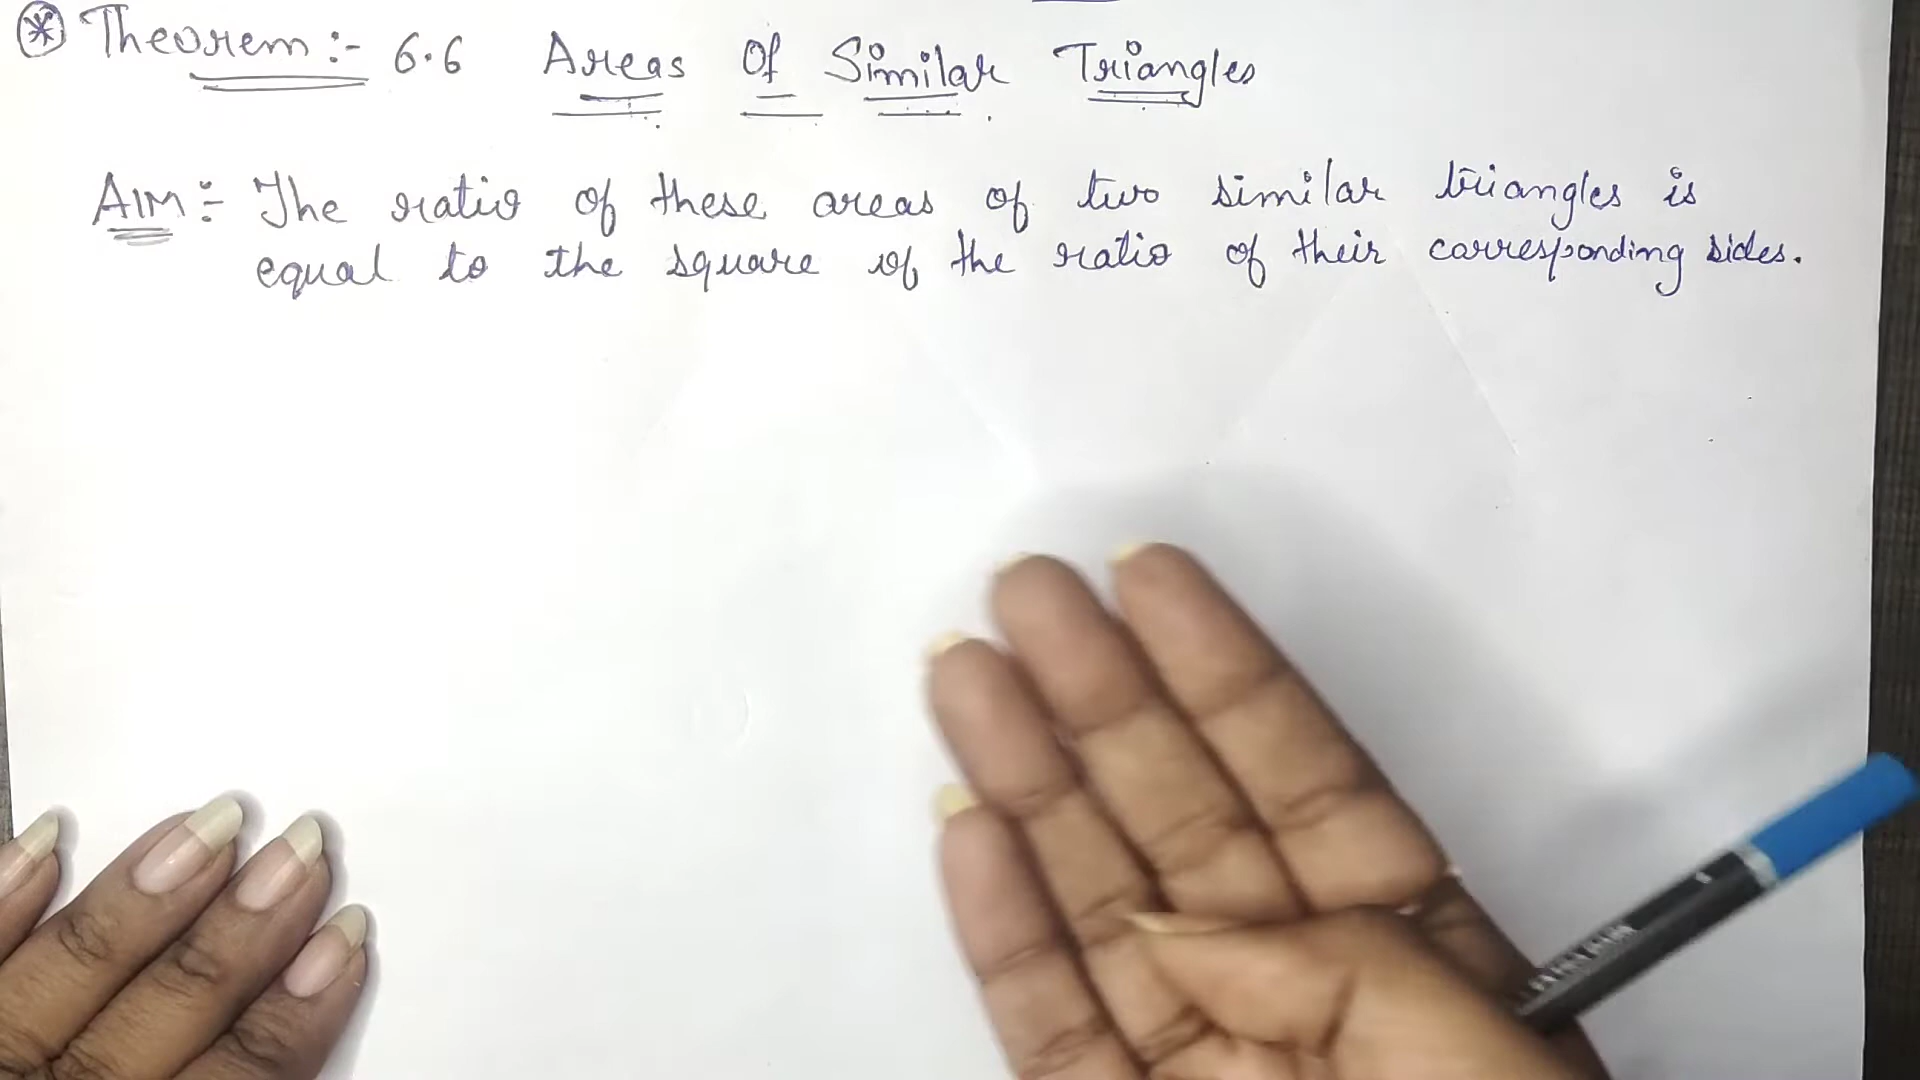 Theorem :- 6.6 Areas Of Similar Triangles
AIM :- The ratio of these areas of two similar triangles is
equal to the square of the ratio of their carresponding sides.